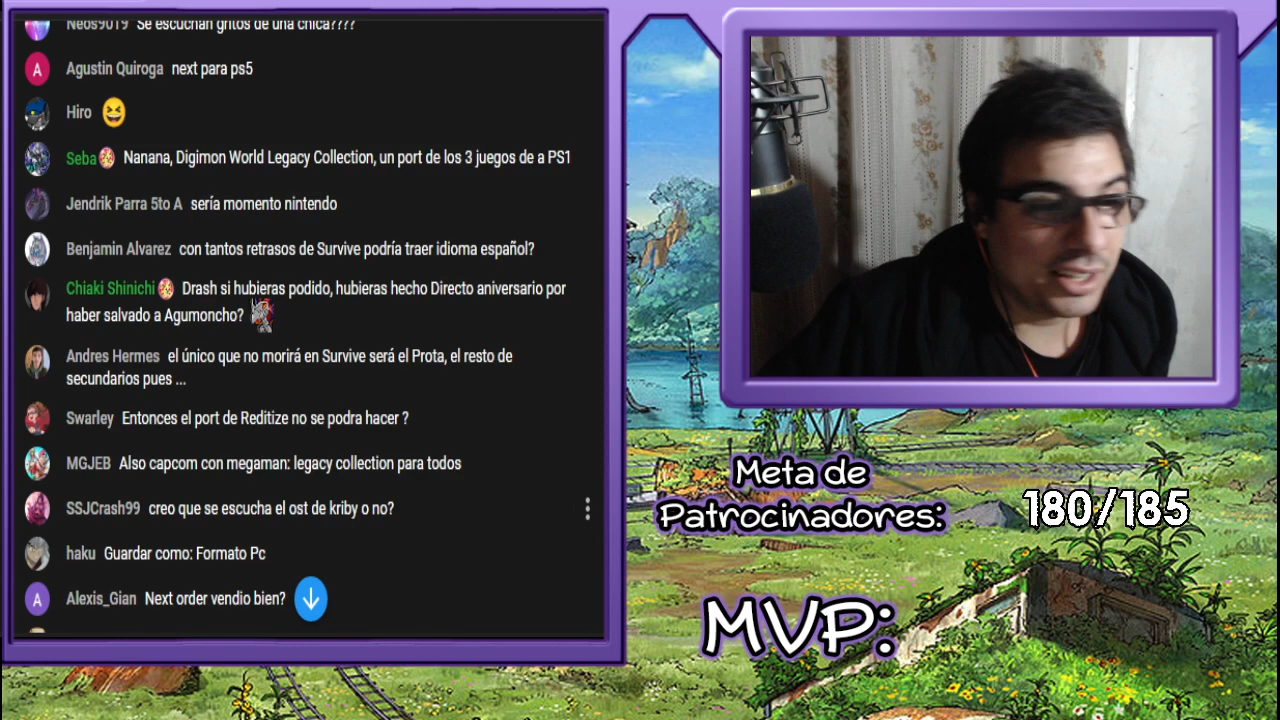 Neos9019 Se escuchan gritos de una chica????
A Agustin Quiroga next para ps5
Hiro
Seba Nanana, Digimon World Legacy Collection, un port de los 3 juegos de a PS1
Jendrik Parra 5to A sería momento nintendo
Benjamin Alvarez con tantos retrasos de Survive podría traer idioma español?
Chiaki Shinichi Drash si hubieras podido, hubieras hecho Directo aniversario por
haber salvado a Agumoncho?
Andres Hermes el único que no morirá en Survive será el Prota, el resto de
secundarios pues ...
Swarley Entonces el port de Reditize no se podra hacer ?
MGJEB Also capcom con megaman: legacy collection para todos
SSJCrash99 creo que se escucha el ost de kriby o no?
haku Guardar como: Formato Pc
A Alexis_Gian Next order vendio bien?
Meta de
Patrocinadores:
180/185
MVP: